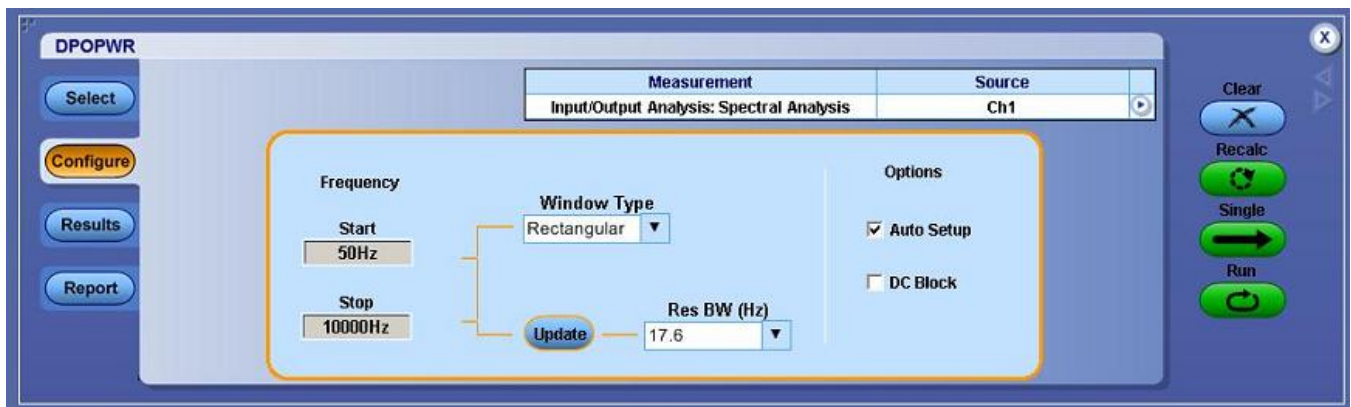 DPOPWR
Select
Configure
Results
Report
Measurement Source
Input/Output Analysis: Spectral Analysis Ch1
Frequency
Start
50Hz
Stop
10000Hz
Window Type
Rectangular
Update
Res BW (Hz)
17.6
Options
Auto Setup
DC Block
X
Clear
Recalc
Single
Run